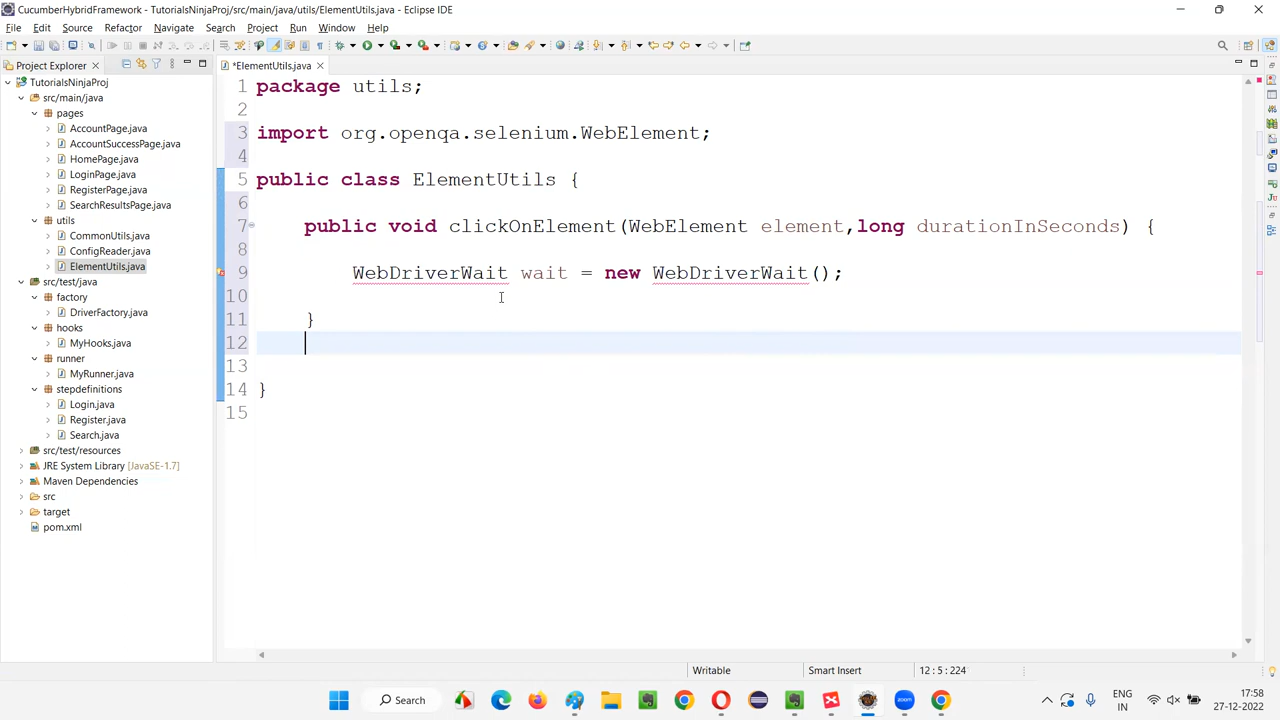 CucumberHybridFramework - TutorialsNinjaProj/src/main/java/utils/ElementUtils.java - Eclipse IDE
File Edit Source Refactor Navigate Search Project Run Window Help
Project Explorer
*ElementUtils.java
TutorialsNinjaProj
src/main/java
pages
AccountPage.java
AccountSuccessPage.java
HomePage.java
LoginPage.java
RegisterPage.java
SearchResultsPage.java
utils
CommonUtils.java
ConfigReader.java
ElementUtils.java
src/test/java
factory
DriverFactory.java
hooks
MyHooks.java
runner
MyRunner.java
stepdefinitions
Login.java
Register.java
Search.java
src/test/resources
JRE System Library [JavaSE-1.7]
Maven Dependencies
src
target
pom.xml
1 package utils;
2
3 import org.openqa.selenium.WebElement;
4
5 public class ElementUtils {
6
7 public void clickOnElement(WebElement element,long durationInSeconds) {
8
9 WebDriverWait wait = new WebDriverWait();
10
11 }
12
13
14 }
15
Writable Smart Insert 12:5:224
Search
ENG
IN
17:58
27-12-2022